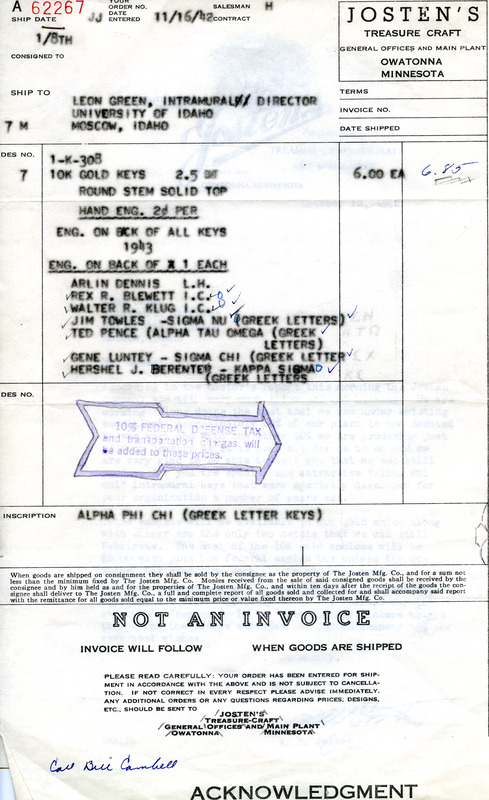 A 62267
JJ
YOUR ORDER NO.
DATE ENTERED 11/16/42
SALESMAN H
CONTRACT
SHIP DATE
1/8TH
CONSIGNED TO
JOSTEN'S
TREASURE CRAFT
GENERAL OFFICES AND MAIN PLANT
OWATONNA
MINNESOTA
SHIP TO
LEON GREEN, INTRAMURAL// DIRECTOR
UNIVERSITY OF IDAHO
7 M MOSCOW, IDAHO
TERMS
INVOICE NO.
DATE SHIPPED
DES NO.
1-K-308
7 10K GOLD KEYS 2.5 DWT 6.00 EA 6.85
ROUND STEM SOLID TOP
HAND ENG. 2¢ PER
ENG. ON BCK OF ALL KEYS
1943
ENG. ON BACK OF 1 EACH
ARLIN DENNIS L.H.
REX R. BLEWETT I.C.
WALTER R. KLUG I.C.
JIM TOWLES -SIGMA NU (GREEK LETTERS)
TED PENCE (ALPHA TAU OMEGA (GREEK
LETTERS)
GENE LUNTEY - SIGMA CHI (GREEK LETTER
HERSHEL J. BERENTER - KAPPA SIGMA
(GREEK LETTERS
DES NO.
10% FEDERAL DEFENSE TAX
and transportation charges will
be added to these prices.
INSCRIPTION ALPHA PHI CHI (GREEK LETTER KEYS)
When goods are shipped on consignment they shall be sold by the consignee as the property of The Josten Mfg. Co., and for a sum not
less than the minimum fixed by The Josten Mfg. Co. Monies received from the sale of said consigned goods shall be received by the
consignee and by him held as and for the properties of The Josten Mfg. Co., and within ten days after the receipt of the goods the con-
signee shall deliver to The Josten Mfg. Co., a full and complete report of all goods sold and collected for and shall accompany said report
with the remittance for all goods sold equal to the minimum price or value fixed thereon by The Josten Mfg. Co.
NOT AN INVOICE
INVOICE WILL FOLLOW WHEN GOODS ARE SHIPPED
PLEASE READ CAREFULLY: YOUR ORDER HAS BEEN ENTERED FOR SHIP-
MENT IN ACCORDANCE WITH THE ABOVE AND IS NOT SUBJECT TO CANCELLA-
TION. IF NOT CORRECT IN EVERY RESPECT PLEASE ADVISE IMMEDIATELY.
ANY ADDITIONAL ORDERS OR ANY QUESTIONS REGARDING PRICES, DESIGNS,
ETC., SHOULD BE SENT TO
JOSTEN'S
TREASURE-CRAFT
GENERAL OFFICES AND MAIN PLANT
OWATONNA MINNESOTA
Call Bill Cambell
ACKNOWLEDGMENT